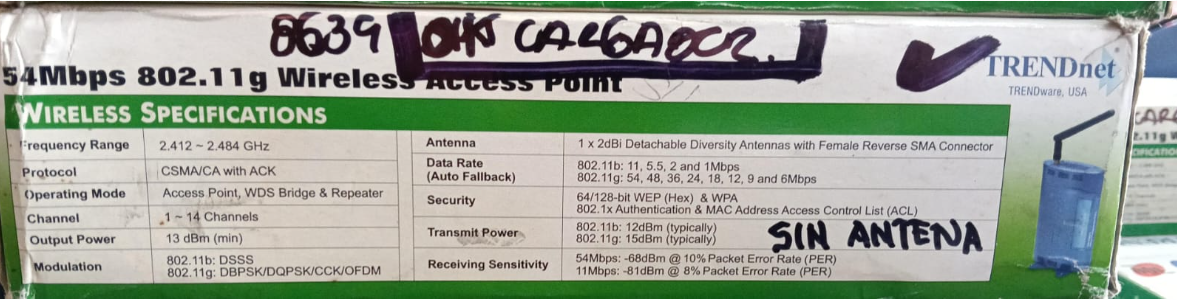 8639 OHK CARGADOR
TRENDnet
TRENDware, USA
54Mbps 802.11g Wireless Access Point
WIRELESS SPECIFICATIONS
Frequency Range 2.412 ~ 2.484 GHz
Protocol CSMA/CA with ACK
Operating Mode Access Point, WDS Bridge & Repeater
Channel 1 ~ 14 Channels
Output Power 13 dBm (min)
Modulation 802.11b: DSSS
802.11g: DBPSK/DQPSK/CCK/OFDM
Antenna 1 x 2dBi Detachable Diversity Antennas with Female Reverse SMA Connector
Data Rate 802.11b: 11, 5.5, 2 and 1Mbps
(Auto Fallback) 802.11g: 54, 48, 36, 24, 18, 12, 9 and 6Mbps
Security 64/128-bit WEP (Hex) & WPA
802.1x Authentication & MAC Address Access Control List (ACL)
Transmit Power 802.11b: 12dBm (typically)
802.11g: 15dBm (typically)
SIN ANTENA
Receiving Sensitivity 54Mbps: -68dBm @ 10% Packet Error Rate (PER)
11Mbps: -81dBm @ 8% Packet Error Rate (PER)